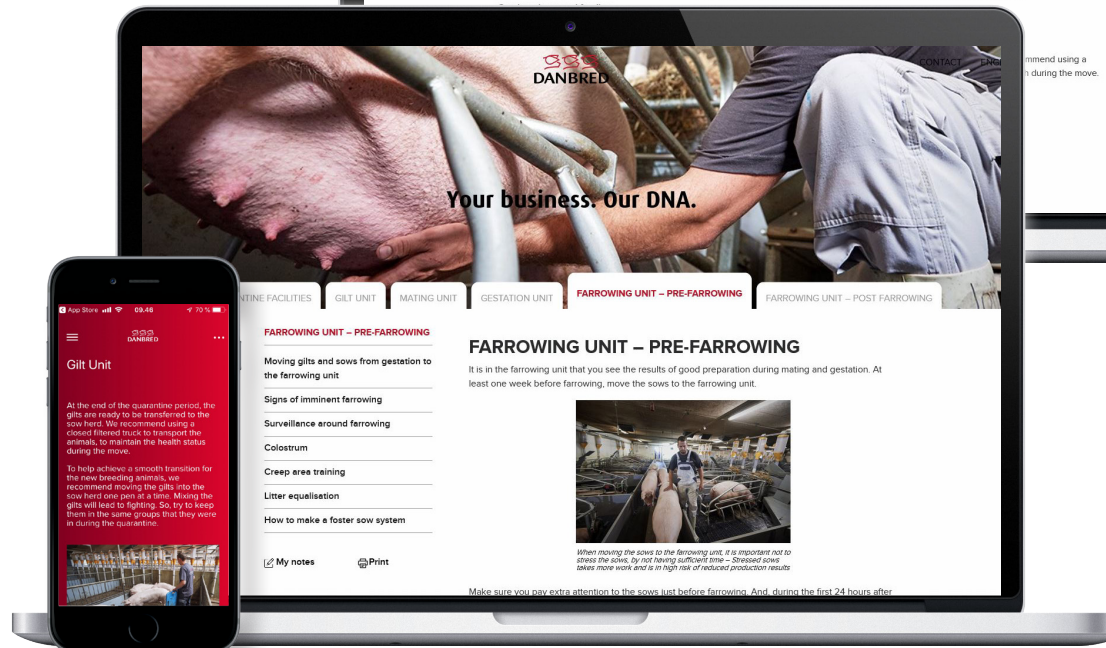 mmend using a
during the move.
DANBRED
CONTACT
Your business. Our DNA.
FACILITIES
GILT UNIT
MATING UNIT
GESTATION UNIT
FARROWING UNIT – PRE-FARROWING
FARROWING UNIT – POST FARROWING
FARROWING UNIT – PRE-FARROWING
Moving gilts and sows from gestation to
the farrowing unit
Signs of imminent farrowing
Surveillance around farrowing
Colostrum
Creep area training
Litter equalisation
How to make a foster sow system
My notes
Print
FARROWING UNIT – PRE-FARROWING
It is in the farrowing unit that you see the results of good preparation during mating and gestation. At
least one week before farrowing, move the sows to the farrowing unit.
When moving the sows to the farrowing unit, it is important not to
stress the sows, by not having sufficient time – Stressed sows
takes more work and is in high risk of reduced production results
Make sure you pay extra attention to the sows just before farrowing. And, during the first 24 hours after
App Store
09.46
70 %
DANBRED
Gilt Unit
At the end of the quarantine period, the
gilts are ready to be transferred to the
sow herd. We recommend using a
closed filtered truck to transport the
animals, to maintain the health status
during the move.
To help achieve a smooth transition for
the new breeding animals, we
recommend moving the gilts into the
sow herd one pen at a time. Mixing the
gilts will lead to fighting. So, try to keep
them in the same groups that they were
in during the quarantine.